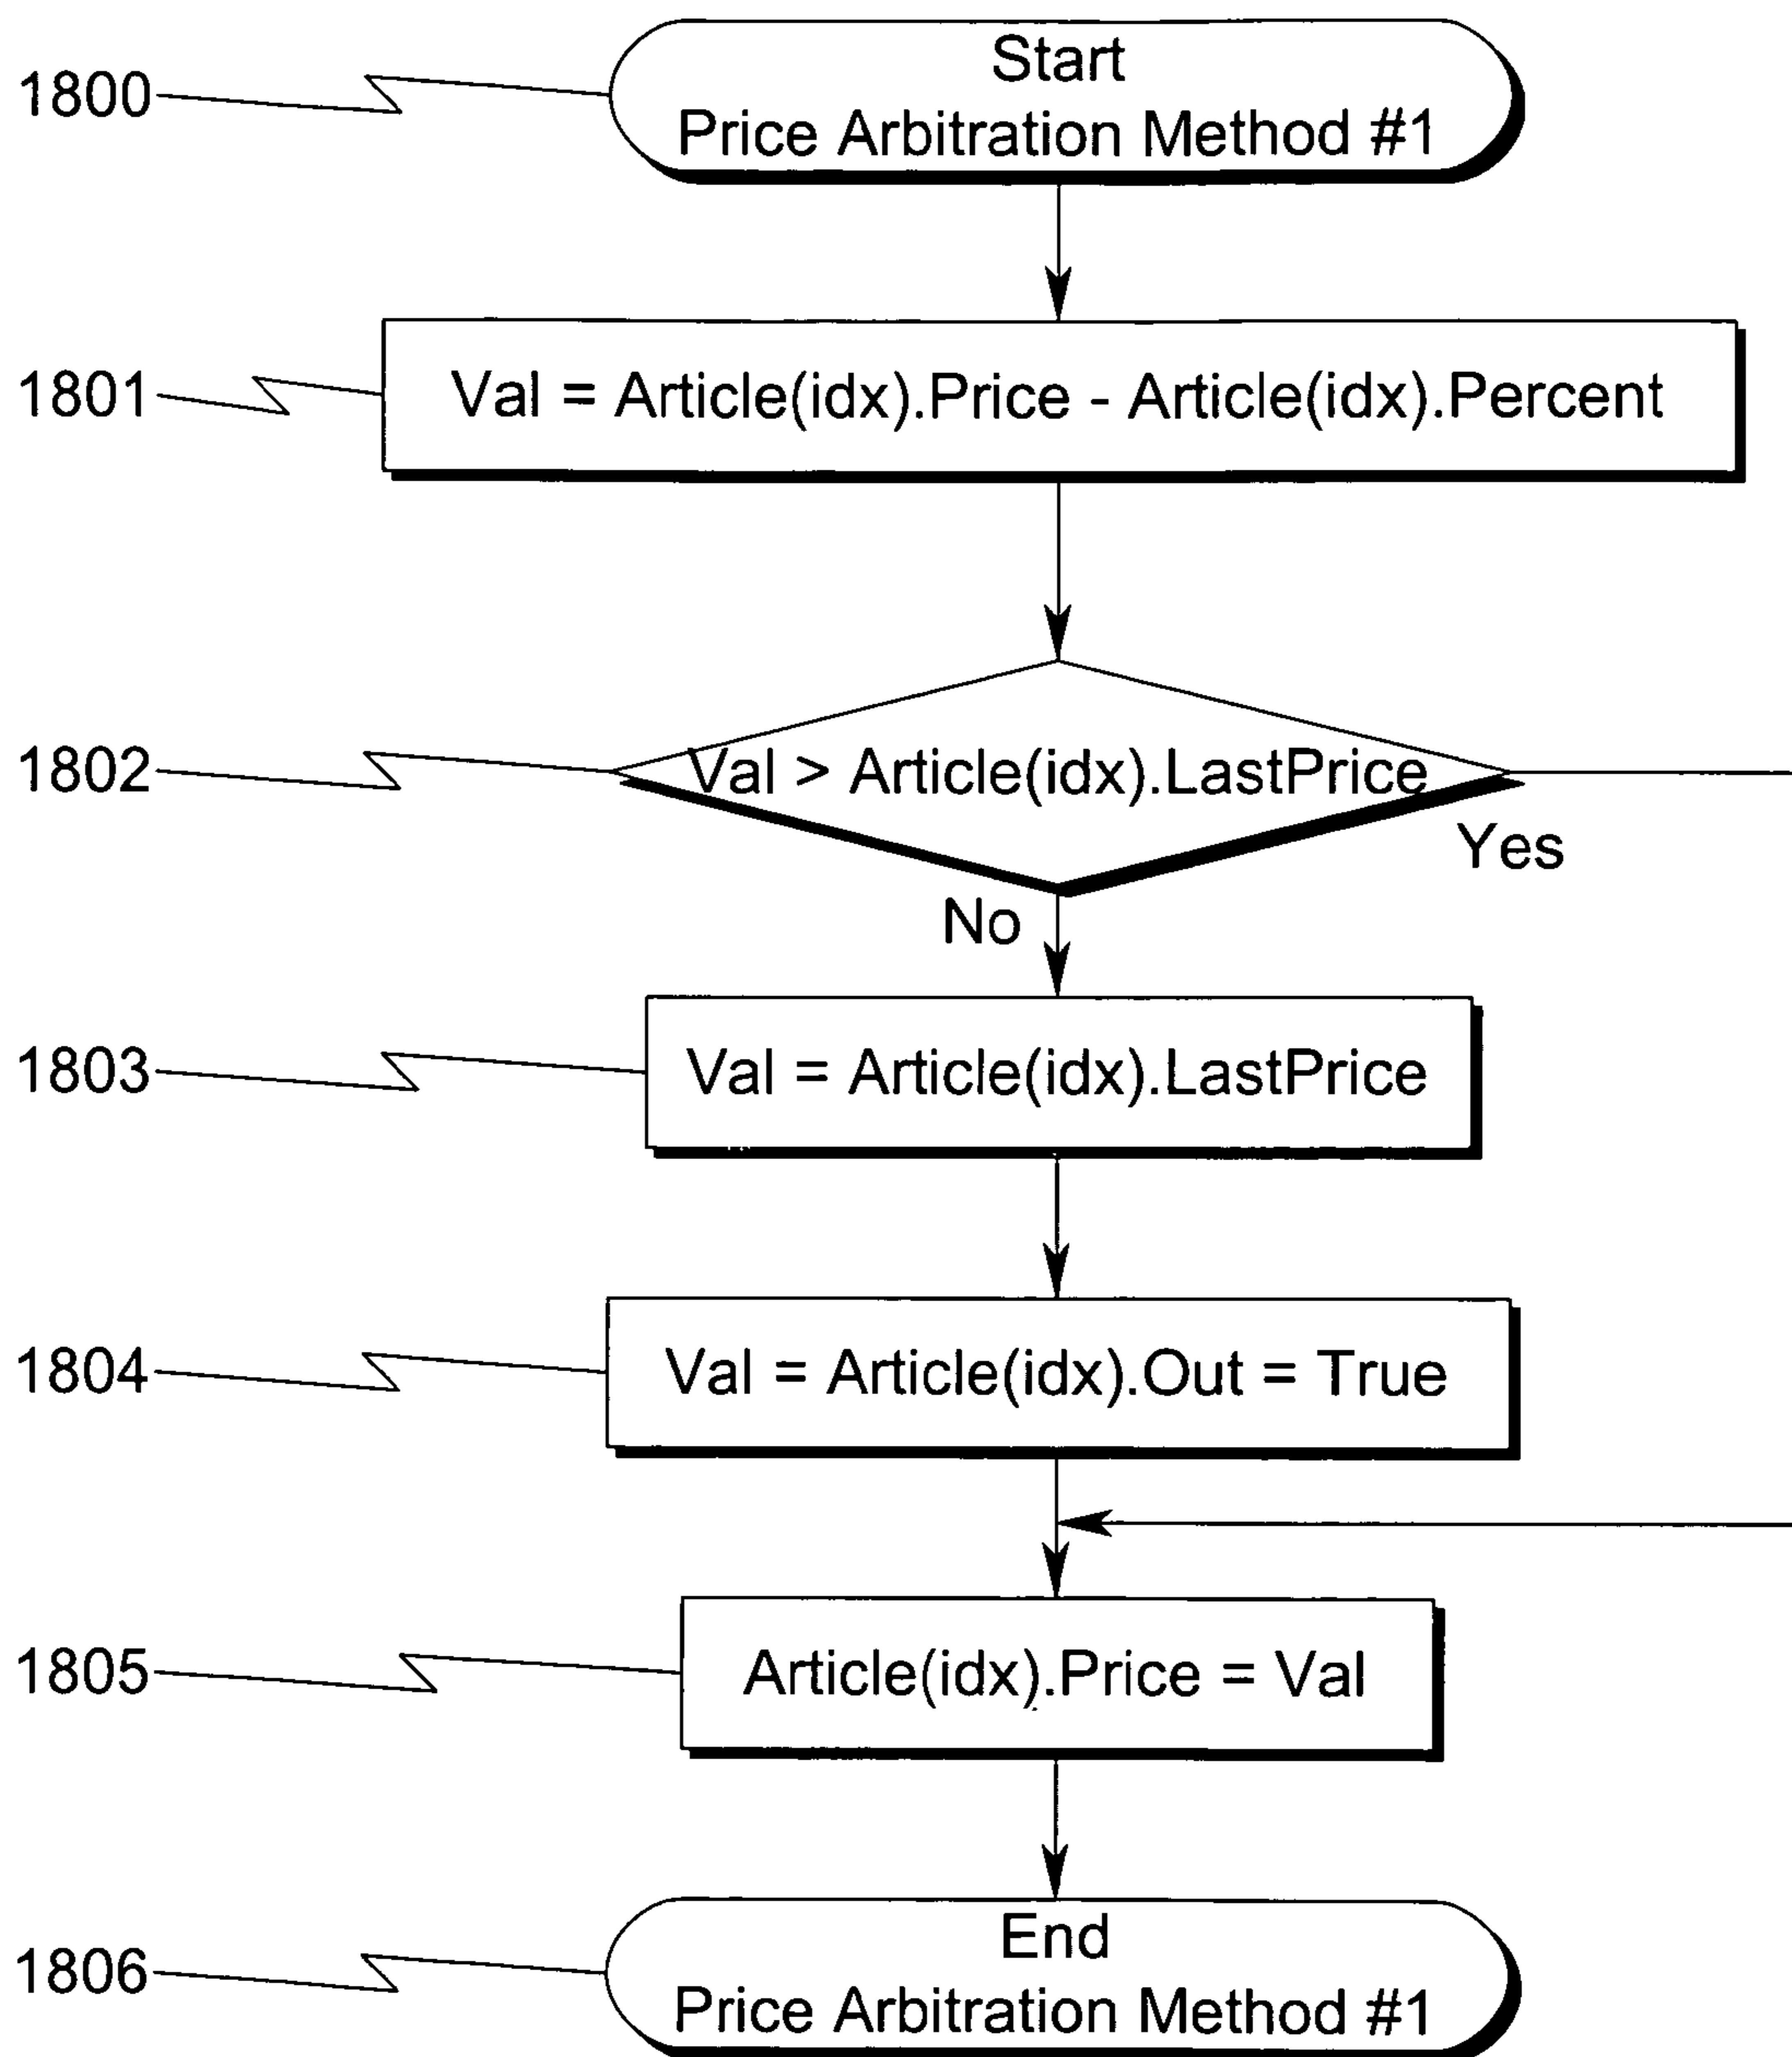 1800
Start
Price Arbitration Method #1
1801
Val = Article(idx).Price - Article(idx).Percent
1802
Val > Article(idx).LastPrice
Yes
No
1803
Val = Article(idx).LastPrice
1804
Val = Article(idx).Out = True
1805
Article(idx).Price = Val
1806
End
Price Arbitration Method #1